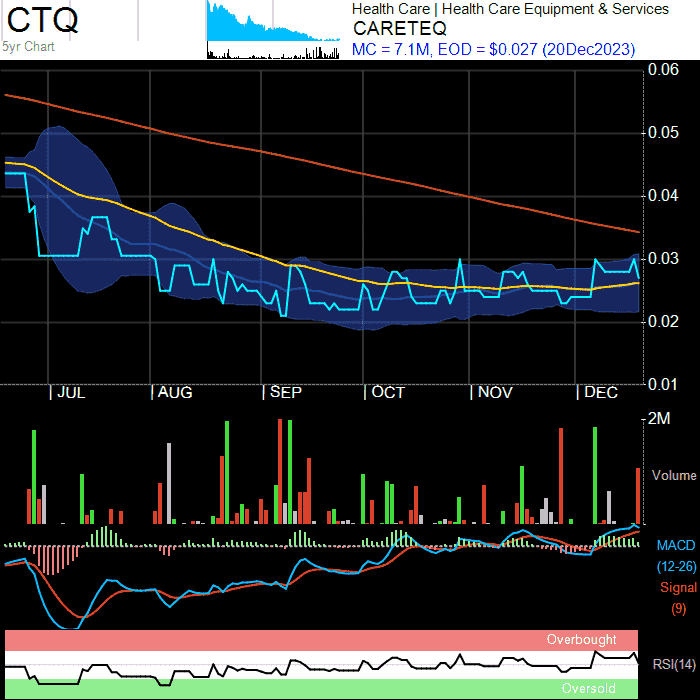 CTQ
5yr Chart
Health Care | Health Care Equipment & Services
CARETEQ
MC = 7.1M, EOD = $0.027 (20Dec2023)
0.06
0.05
0.04
0.03
0.02
0.01
JUL AUG SEP OCT NOV DEC
2M
Volume
MACD
(12-26)
Signal
(9)
Overbought
RSI(14)
Oversold